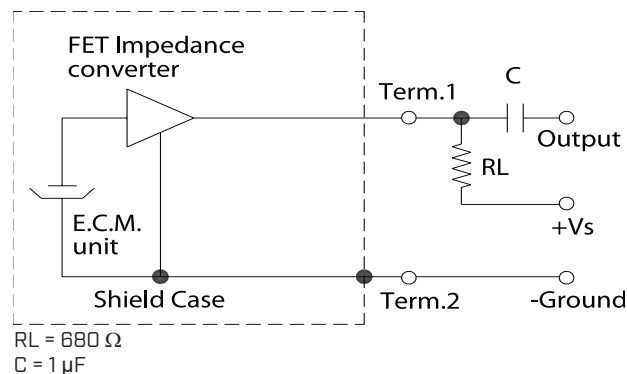 FET Impedance
converter
C
Term.1
Output
RL
+Vs
E.C.M.
unit
Shield Case
Term.2
-Ground
RL = 680 Ω
C = 1 µF